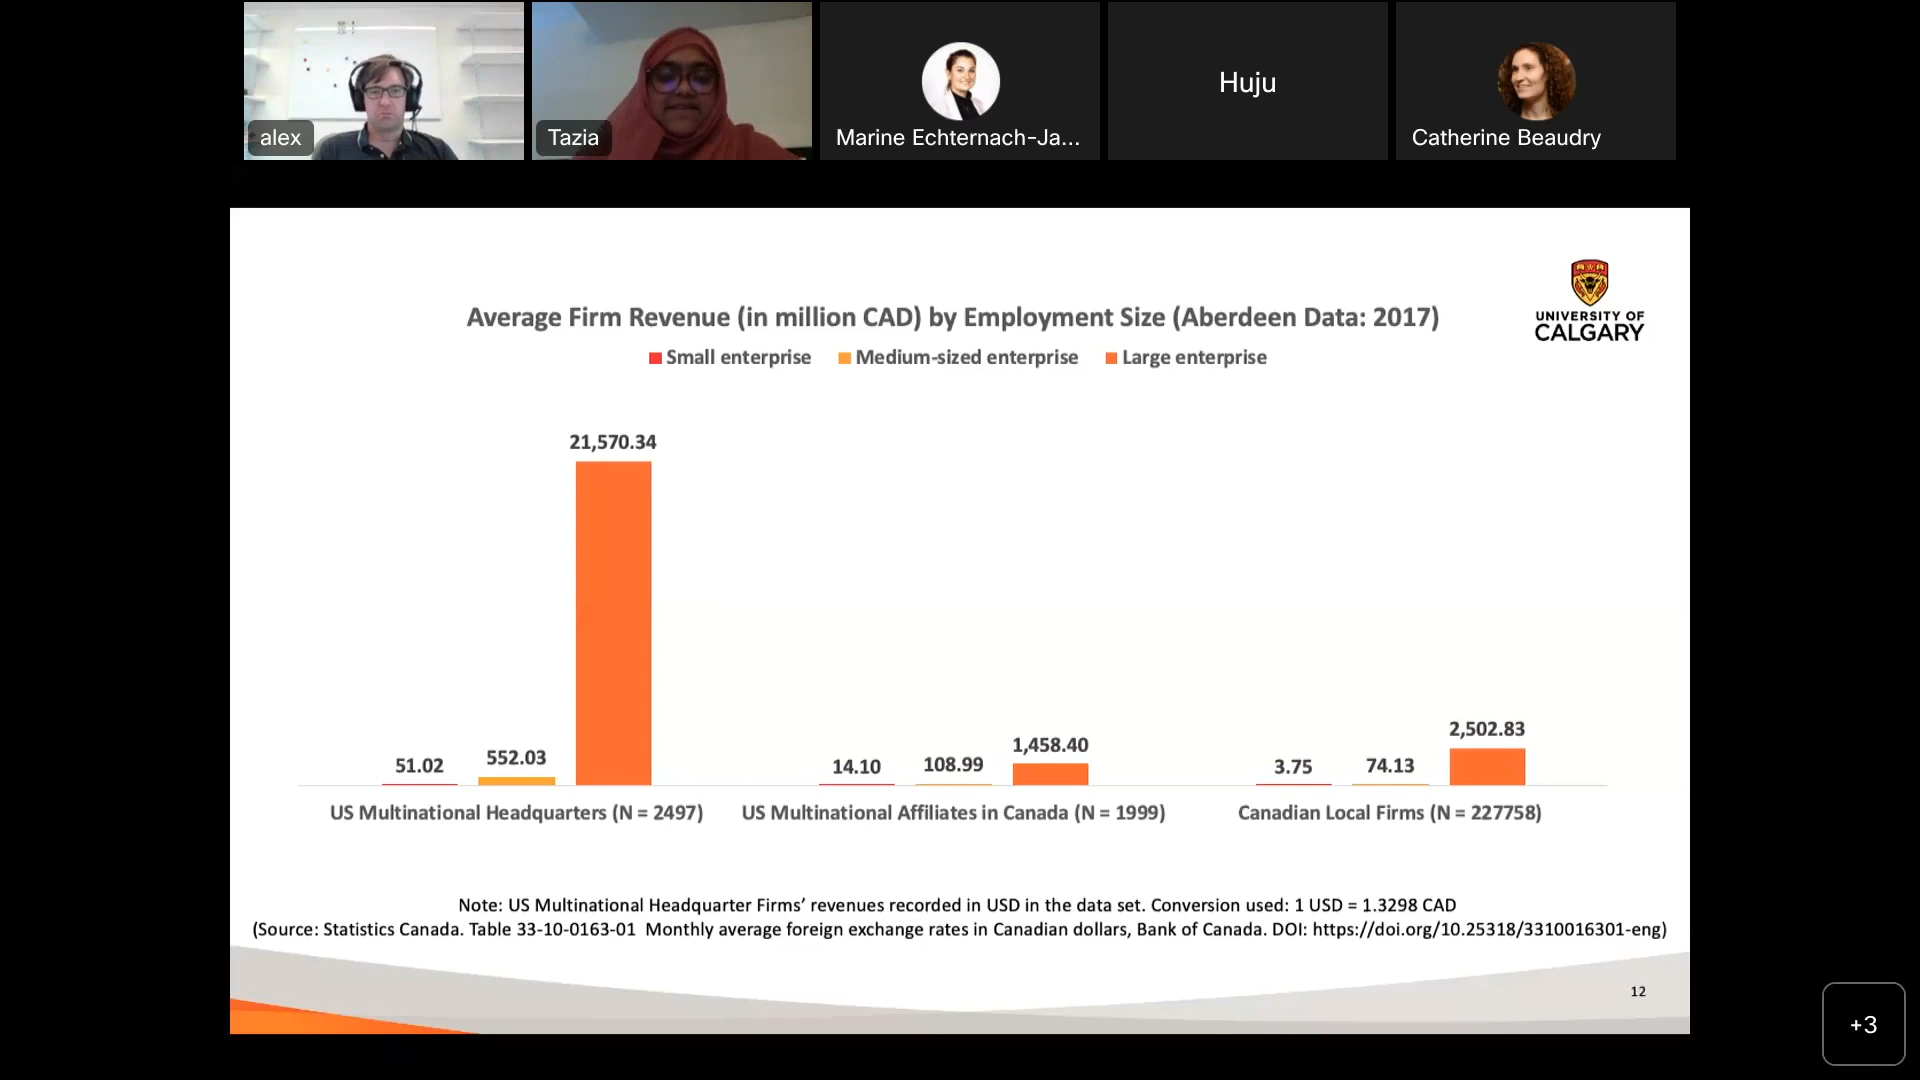 alex
Tazia
Marine Echternach-Ja...
Huju
Catherine Beaudry
UNIVERSITY OF
CALGARY
Average Firm Revenue (in million CAD) by Employment Size (Aberdeen Data: 2017)
Small enterprise Medium-sized enterprise Large enterprise
21,570.34
51.02
552.03
14.10
108.99
1,458.40
3.75
74.13
2,502.83
US Multinational Headquarters (N = 2497)
US Multinational Affiliates in Canada (N = 1999)
Canadian Local Firms (N = 227758)
Note: US Multinational Headquarter Firms’ revenues recorded in USD in the data set. Conversion used: 1 USD = 1.3298 CAD
(Source: Statistics Canada. Table 33-10-0163-01 Monthly average foreign exchange rates in Canadian dollars, Bank of Canada. DOI: https://doi.org/10.25318/3310016301-eng)
12
+3